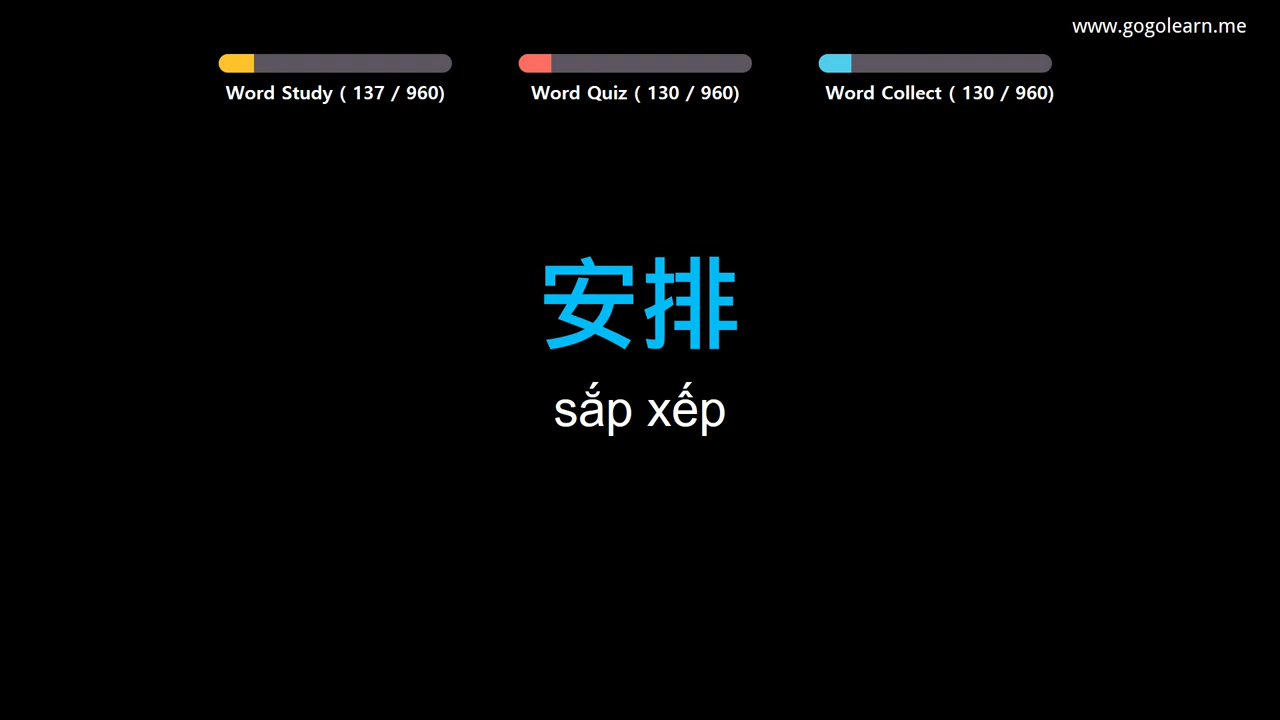 www.gogolearn.me
Word Study ( 137 / 960)
Word Quiz ( 130 / 960)
Word Collect ( 130 / 960)
安排
sắp xếp